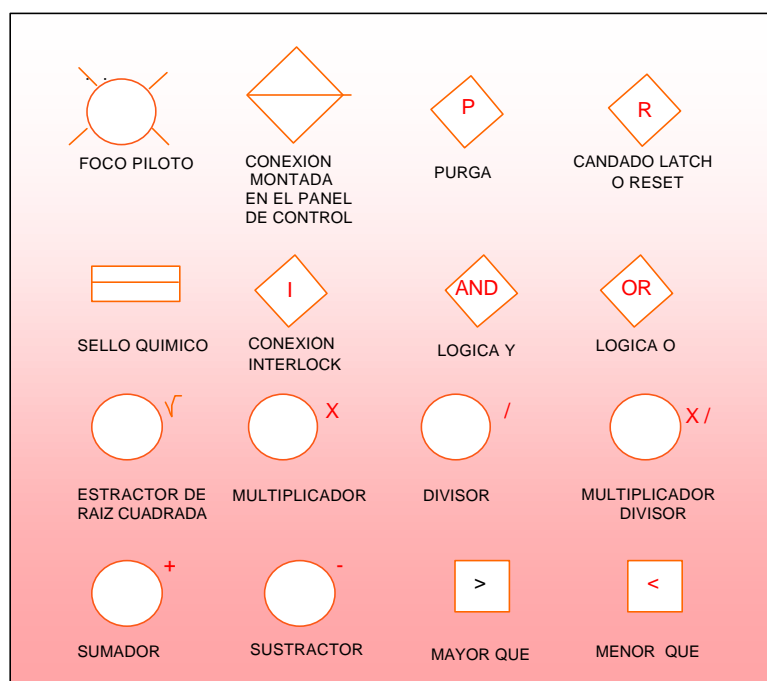 P
R
FOCO PILOTO
CONEXION
MONTADA
EN EL PANEL
DE CONTROL
PURGA
CANDADO LATCH
O RESET
I
AND
OR
SELLO QUIMICO
CONEXION
INTERLOCK
LOGICA Y
LOGICA O
√
X
/
X /
ESTRACTOR DE
RAIZ CUADRADA
MULTIPLICADOR
DIVISOR
MULTIPLICADOR
DIVISOR
+
-
>
<
SUMADOR
SUSTRACTOR
MAYOR QUE
MENOR QUE